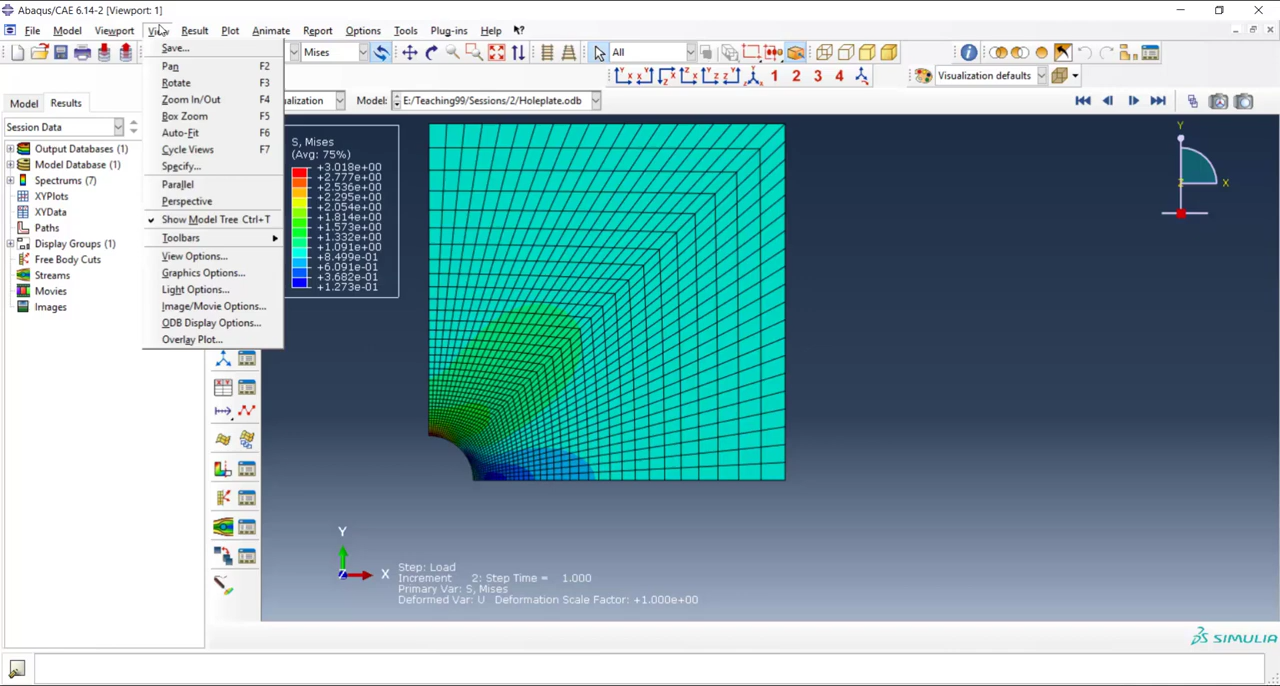 Abaqus/CAE 6.14-2 [Viewport: 1]
File Model Viewport View Result Plot Animate Report Options Tools Plug-ins Help
Mises
All
1 2 3 4
Visualization defaults
Model Results
Model: E:/Teaching99/Sessions/2/Holeplate.odb
Session Data
Output Databases (1)
Model Database (1)
Spectrums (7)
XYPlots
XYData
Paths
Display Groups (1)
Free Body Cuts
Streams
Movies
Images
Save...
Pan F2
Rotate F3
Zoom In/Out F4
Box Zoom F5
Auto-Fit F6
Cycle Views F7
Specify...
Parallel
Perspective
Show Model Tree Ctrl+T
Toolbars
View Options...
Graphics Options...
Light Options...
Image/Movie Options...
ODB Display Options...
Overlay Plot...
S, Mises
(Avg: 75%)
+3.018e+00
+2.777e+00
+2.536e+00
+2.295e+00
+2.054e+00
+1.814e+00
+1.573e+00
+1.332e+00
+1.091e+00
+8.499e-01
+6.091e-01
+3.682e-01
+1.273e-01
Y
Z X
Y
Z X
Step: Load
Increment 2: Step Time = 1.000
Primary Var: S, Mises
Deformed Var: U Deformation Scale Factor: +1.000e+00
SIMULIA